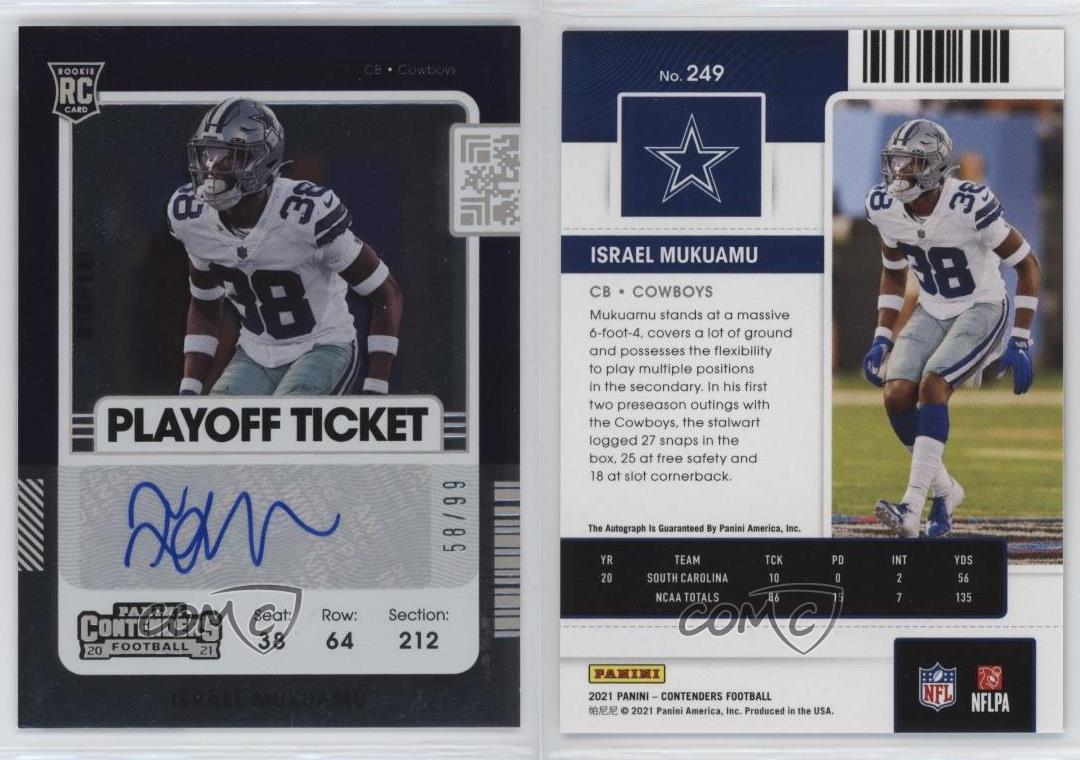 ROOKIE
RC
CARD
CB • Cowboys
38
38
38
PLAYOFF TICKET
58/99
PANINI
CONTENDERS
20 FOOTBALL 21
Seat: Row: Section:
38 64 212
ISRAEL MUKUAMU
COMC
No. 249
ISRAEL MUKUAMU
CB • COWBOYS
Mukuamu stands at a massive
6-foot-4, covers a lot of ground
and possesses the flexibility
to play multiple positions
in the secondary. In his first
two preseason outings with
the Cowboys, the stalwart
logged 27 snaps in the
box, 25 at free safety and
18 at slot cornerback.
38
38
The Autograph Is Guaranteed By Panini America, Inc.
YR TEAM TCK PD INT YDS
20 SOUTH CAROLINA 10 0 2 56
NCAA TOTALS 86 15 7 135
COMC
PANINI
2021 PANINI – CONTENDERS FOOTBALL
帕尼尼 © 2021 Panini America, Inc. Produced in the USA.
NFL
NFLPA